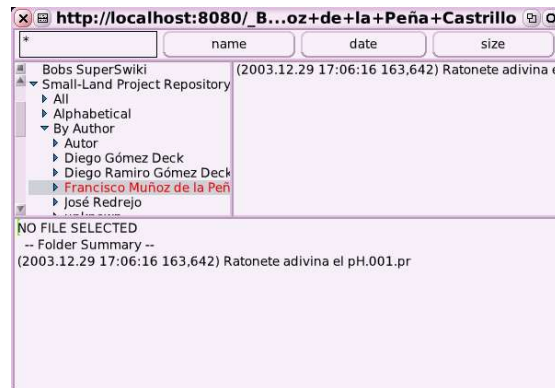 http://localhost:8080/_B...oz+de+la+Peña+Castrillo
*
name date size
Bobs SuperSwiki
Small-Land Project Repository
All
Alphabetical
By Author
Autor
Diego Gómez Deck
Diego Ramiro Gómez Deck
Francisco Muñoz de la Peñ
José Redrejo
(2003.12.29 17:06:16 163,642) Ratonete adivina e
NO FILE SELECTED
-- Folder Summary --
(2003.12.29 17:06:16 163,642) Ratonete adivina el pH.001.pr